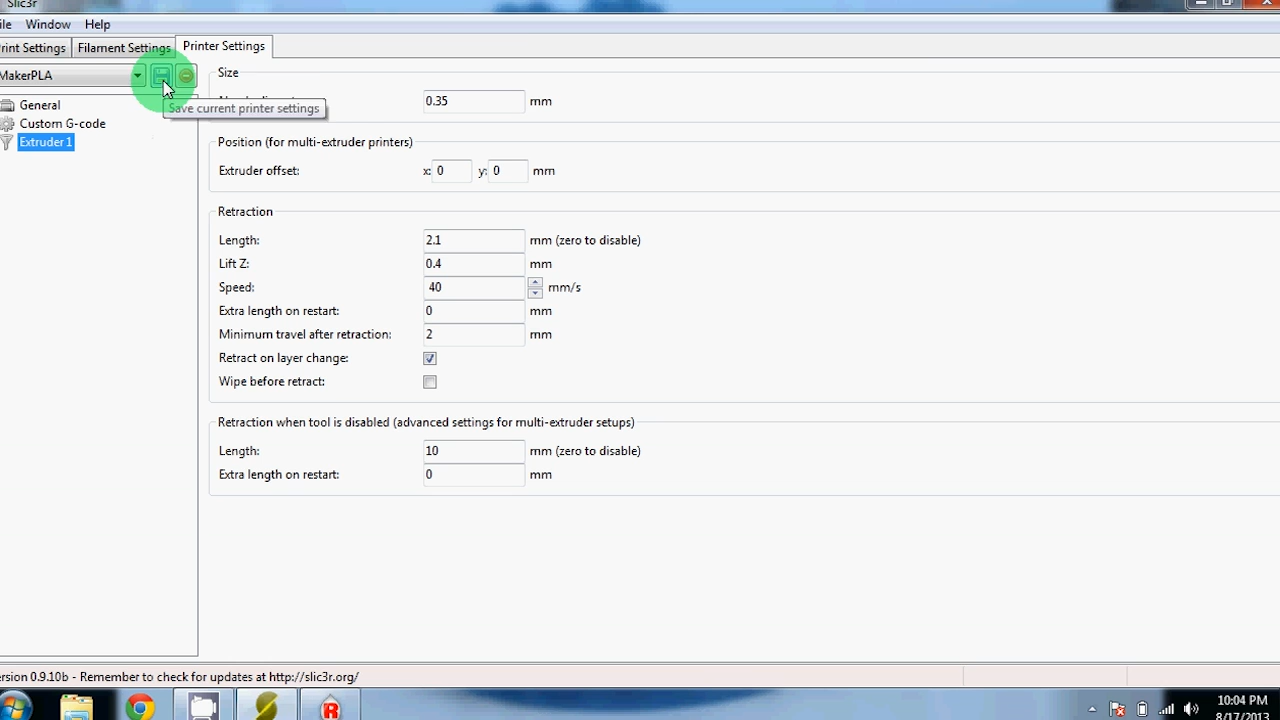 Slic3r
ile Window Help
rint Settings Filament Settings Printer Settings
MakerPLA
Save current printer settings
General
Custom G-code
Extruder 1
Size
0.35 mm
Position (for multi-extruder printers)
Extruder offset: x: 0 y: 0 mm
Retraction
Length: 2.1 mm (zero to disable)
Lift Z: 0.4 mm
Speed: 40 mm/s
Extra length on restart: 0 mm
Minimum travel after retraction: 2 mm
Retract on layer change:
Wipe before retract:
Retraction when tool is disabled (advanced settings for multi-extruder setups)
Length: 10 mm (zero to disable)
Extra length on restart: 0 mm
ersion 0.9.10b - Remember to check for updates at http://slic3r.org/
10:04 PM
8/17/2013